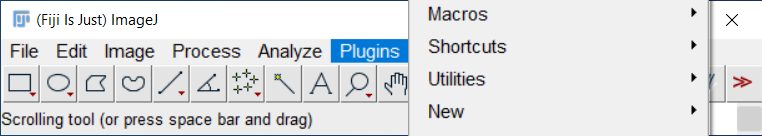 (Fiji Is Just) ImageJ
File Edit Image Process Analyze Plugins
Scrolling tool (or press space bar and drag)
Macros
Shortcuts
Utilities
New